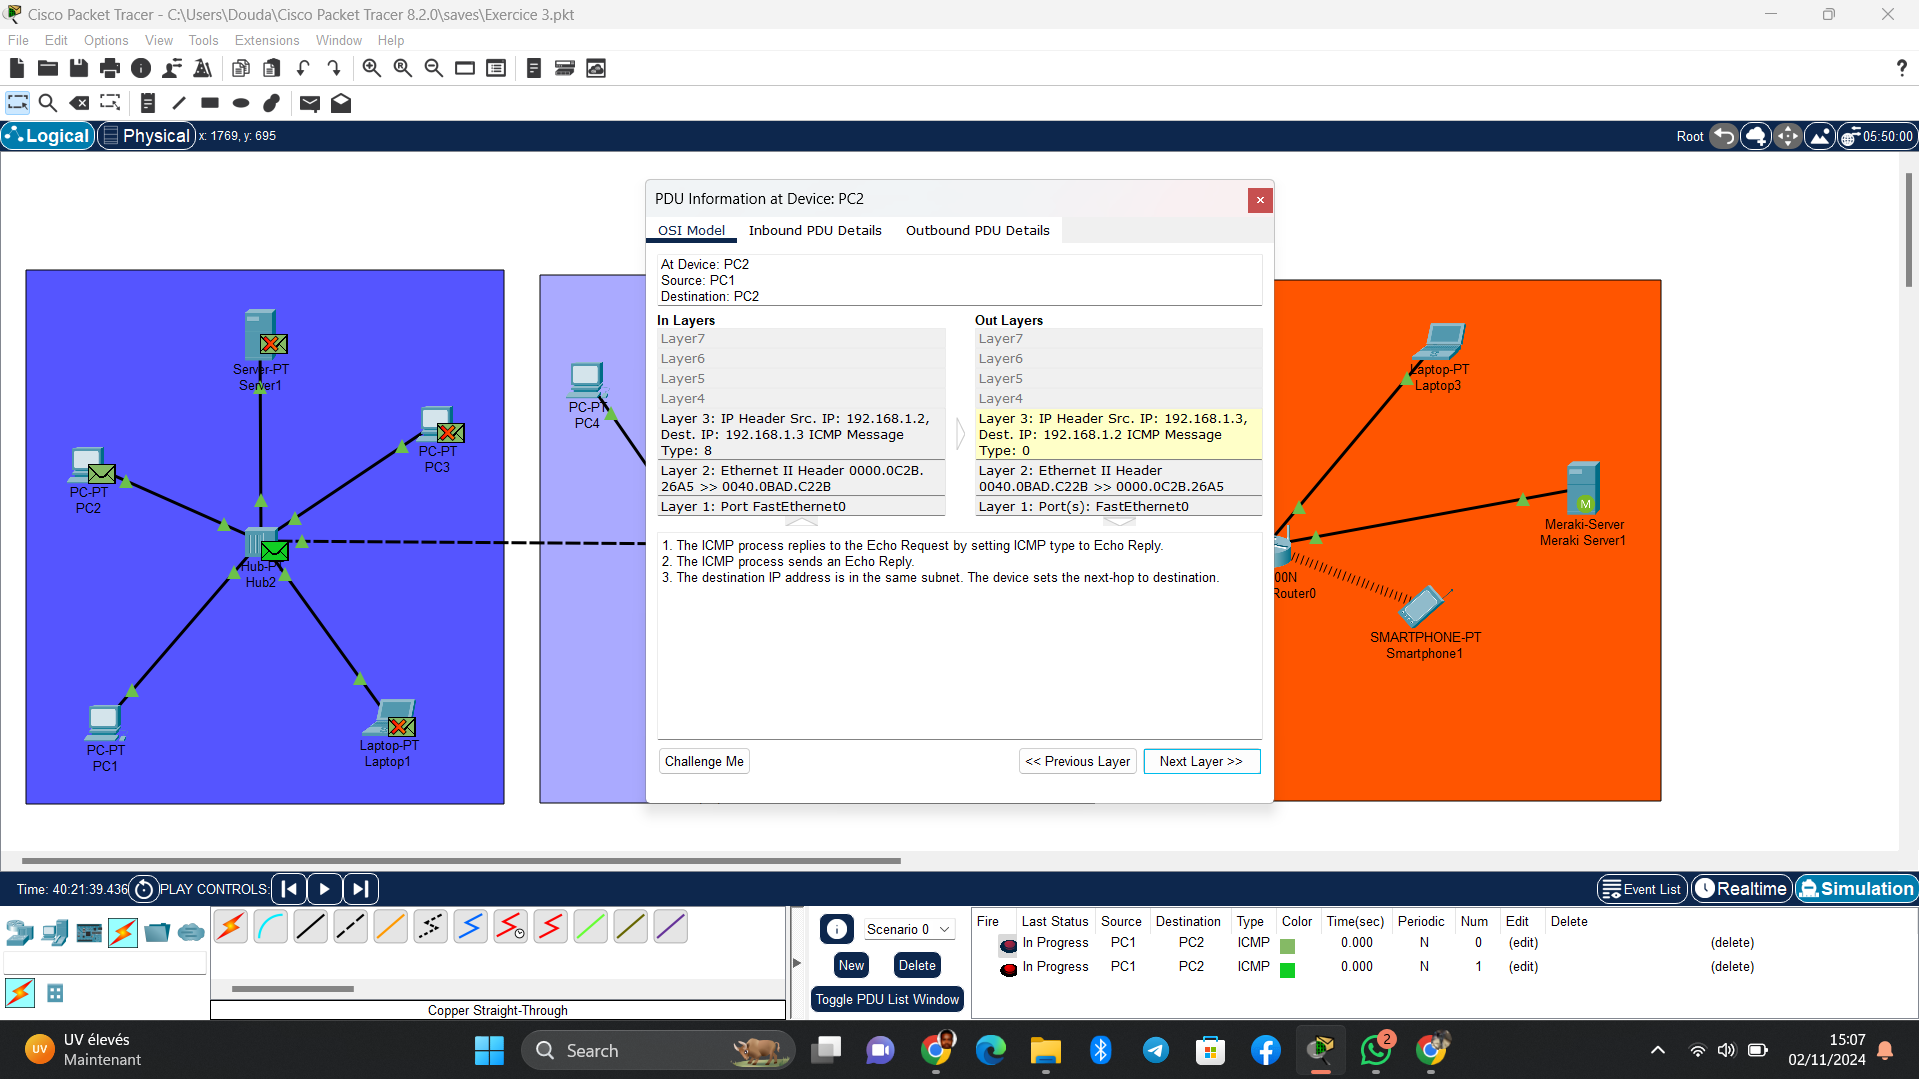 Cisco Packet Tracer - C:\Users\Douda\Cisco Packet Tracer 8.2.0\saves\Exercice 3.pkt
File Edit Options View Tools Extensions Window Help
?
Logical Physical x: 1769, y: 695 Root 05:50:00
PDU Information at Device: PC2
OSI Model Inbound PDU Details Outbound PDU Details
At Device: PC2
Source: PC1
Destination: PC2
In Layers
Layer7
Layer6
Layer5
Layer4
Layer 3: IP Header Src. IP: 192.168.1.2,
Dest. IP: 192.168.1.3 ICMP Message
Type: 8
Layer 2: Ethernet II Header 0000.0C2B.
26A5 >> 0040.0BAD.C22B
Layer 1: Port FastEthernet0
Out Layers
Layer7
Layer6
Layer5
Layer4
Layer 3: IP Header Src. IP: 192.168.1.3,
Dest. IP: 192.168.1.2 ICMP Message
Type: 0
Layer 2: Ethernet II Header
0040.0BAD.C22B >> 0000.0C2B.26A5
Layer 1: Port(s): FastEthernet0
1. The ICMP process replies to the Echo Request by setting ICMP type to Echo Reply.
2. The ICMP process sends an Echo Reply.
3. The destination IP address is in the same subnet. The device sets the next-hop to destination.
Challenge Me << Previous Layer Next Layer >>
Server-PT
Server1
PC-PT
PC3
PC-PT
PC2
Hub-PT
Hub2
PC-PT
PC1
Laptop-PT
Laptop1
PC-PT
PC4
Laptop-PT
Laptop3
M
Meraki-Server
Meraki Server1
00N
Router0
SMARTPHONE-PT
Smartphone1
Time: 40:21:39.436 PLAY CONTROLS: Event List Realtime Simulation
Copper Straight-Through
Scenario 0
New Delete
Toggle PDU List Window
Fire Last Status Source Destination Type Color Time(sec) Periodic Num Edit Delete
In Progress PC1 PC2 ICMP 0.000 N 0 (edit) (delete)
In Progress PC1 PC2 ICMP 0.000 N 1 (edit) (delete)
UV
UV élevés
Maintenant
Search
2
15:07
02/11/2024